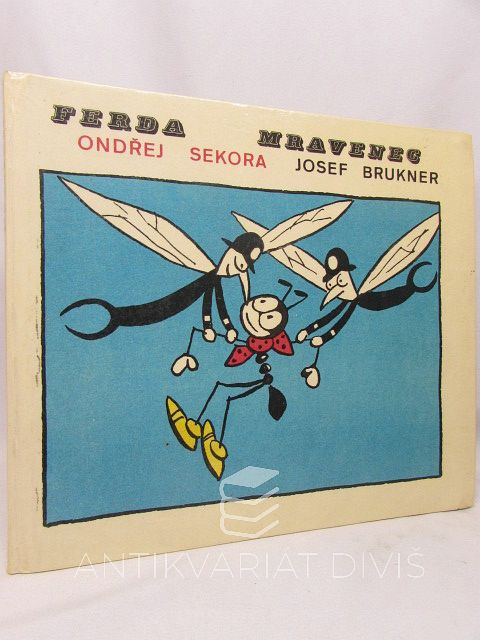 FERDA MRAVENEC
ONDŘEJ SEKORA JOSEF BRUKNER
ANTIKVARIÁT DIVIŠ